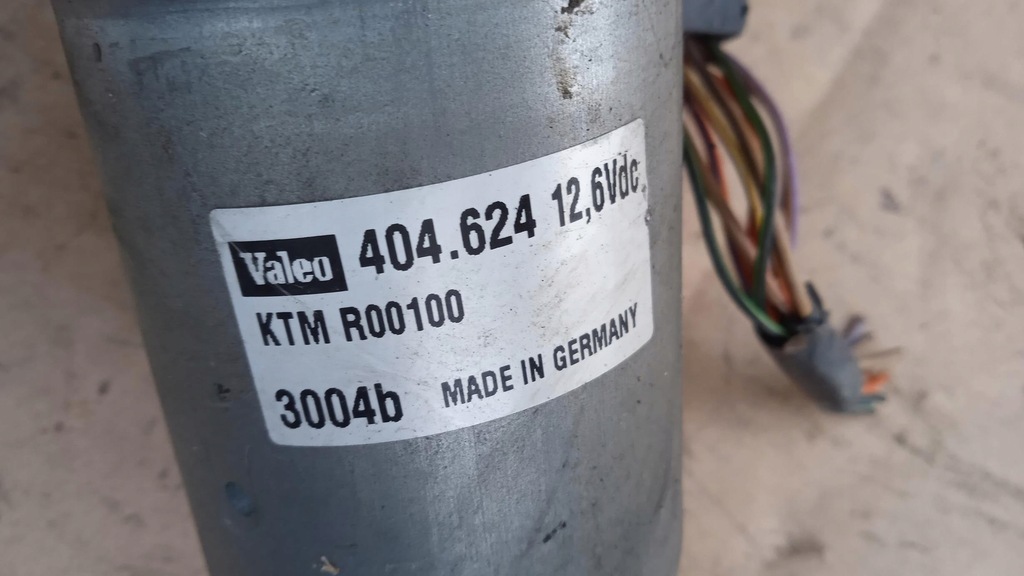 Valeo 404.624 12,6Vdc
KTM R00100
3004b MADE IN GERMANY